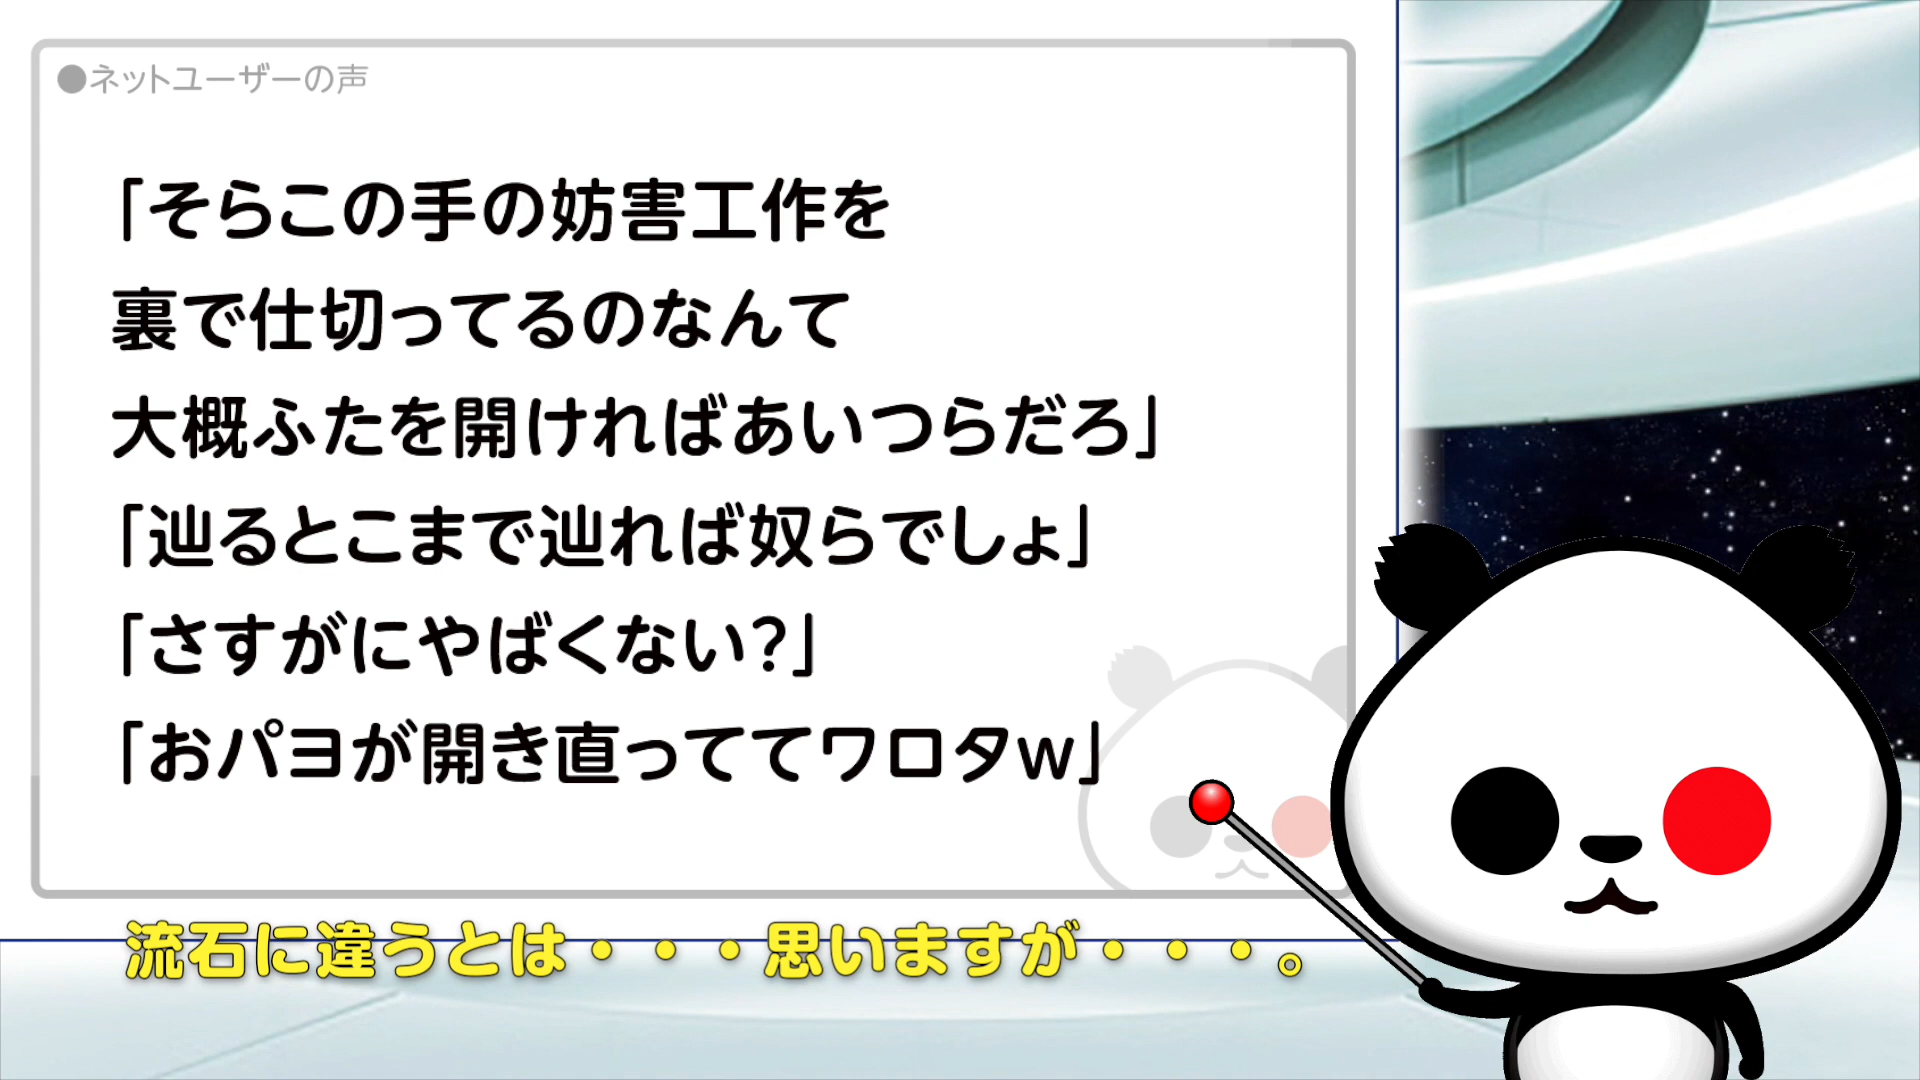 ●ネットユーザーの声
「そらこの手の妨害工作を
裏で仕切ってるのなんて
大概ふたを開ければあいつらだろ」
「辿るとこまで辿れば奴らでしょ」
「さすがにやばくない?」
「おパヨが開き直っててワロタw」
流石に違うとは・・・思いますが・・・。